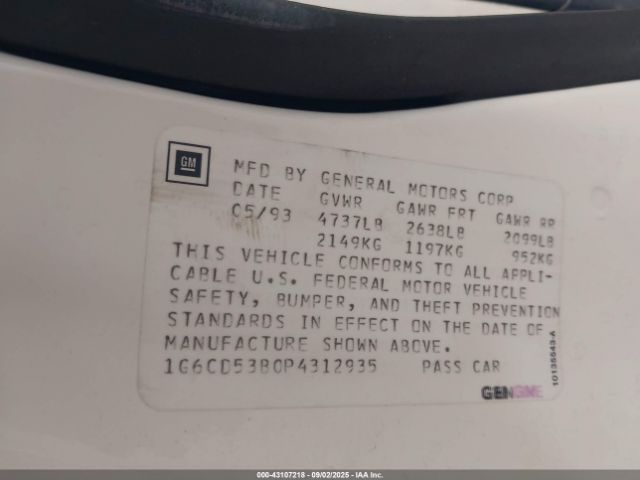 GM
MFD BY GENERAL MOTORS CORP
DATE GVWR GAWR FRT GAWR RR
05/93 4737LB 2638LB 2099LB
2149KG 1197KG 952KG
THIS VEHICLE CONFORMS TO ALL APPLI-
CABLE U.S. FEDERAL MOTOR VEHICLE
SAFETY, BUMPER, AND THEFT PREVENTION
STANDARDS IN EFFECT ON THE DATE OF
MANUFACTURE SHOWN ABOVE.
1G6CD53B0P4312935 PASS CAR
10135543-A
000-43107218 - 09/02/2025 - IAAI.Inc.